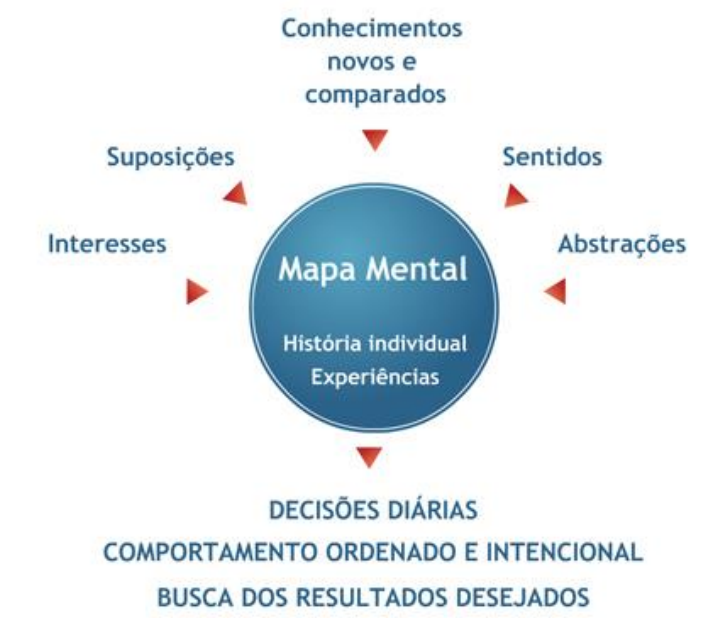 Conhecimentos
novos e
comparados
Suposições
Sentidos
Interesses
Abstrações
Mapa Mental
História individual
Experiências
DECISÕES DIÁRIAS
COMPORTAMENTO ORDENADO E INTENCIONAL
BUSCA DOS RESULTADOS DESEJADOS